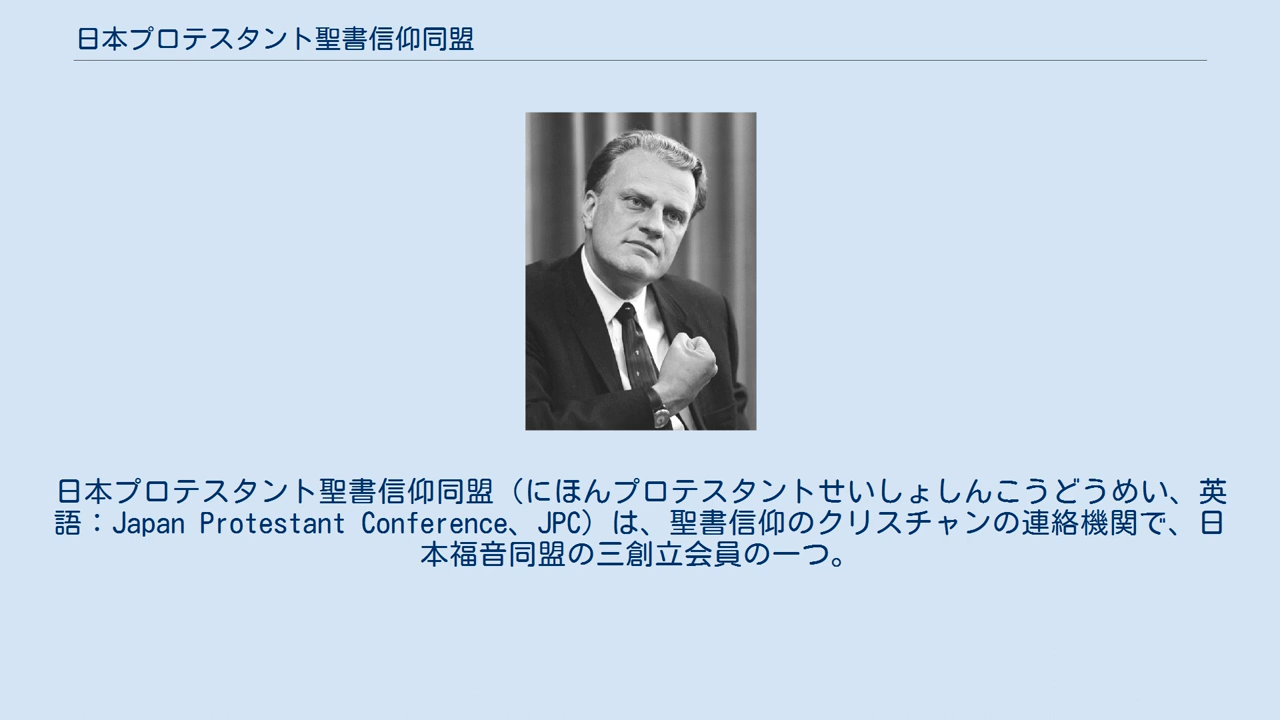 日本プロテスタント聖書信仰同盟
日本プロテスタント聖書信仰同盟（にほんプロテスタントせいしょしんこうどうめい、英
語：Japan Protestant Conference、JPC）は、聖書信仰のクリスチャンの連絡機関で、日
本福音同盟の三創立会員の一つ。